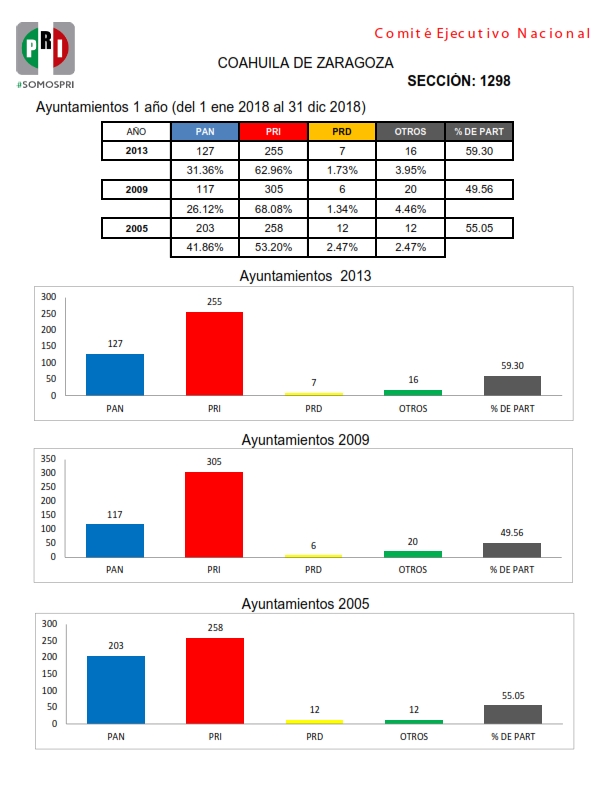 Comité Ejecutivo Nacional
PRI
#SOMOSPRI
COAHUILA DE ZARAGOZA
SECCIÓN: 1298
Ayuntamientos 1 año (del 1 ene 2018 al 31 dic 2018)
AÑO PAN PRI PRD OTROS % DE PART
2013 127 255 7 16 59.30
31.36% 62.96% 1.73% 3.95%
2009 117 305 6 20 49.56
26.12% 68.08% 1.34% 4.46%
2005 203 258 12 12 55.05
41.86% 53.20% 2.47% 2.47%
Ayuntamientos 2013
300
250
200
150
100
50
0
127
255
7
16
59.30
PAN PRI PRD OTROS % DE PART
Ayuntamientos 2009
350
300
250
200
150
100
50
0
117
305
6
20
49.56
PAN PRI PRD OTROS % DE PART
Ayuntamientos 2005
300
250
200
150
100
50
0
203
258
12
12
55.05
PAN PRI PRD OTROS % DE PART